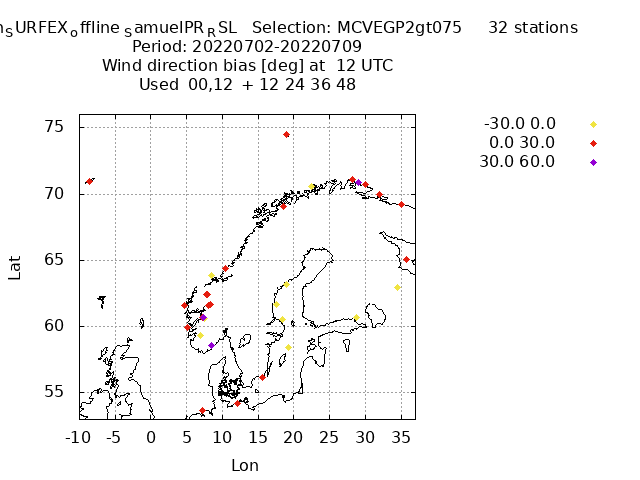 SURFEXoffline SamuelPRRSL Selection: MCVEGP2gt075 32 stations
Period: 20220702-20220709
Wind direction bias [deg] at 12 UTC
Used 00,12 + 12 24 36 48
-30.0 0.0
0.0 30.0
30.0 60.0
75
70
65
60
55
Lat
-10 -5 0 5 10 15 20 25 30 35
Lon